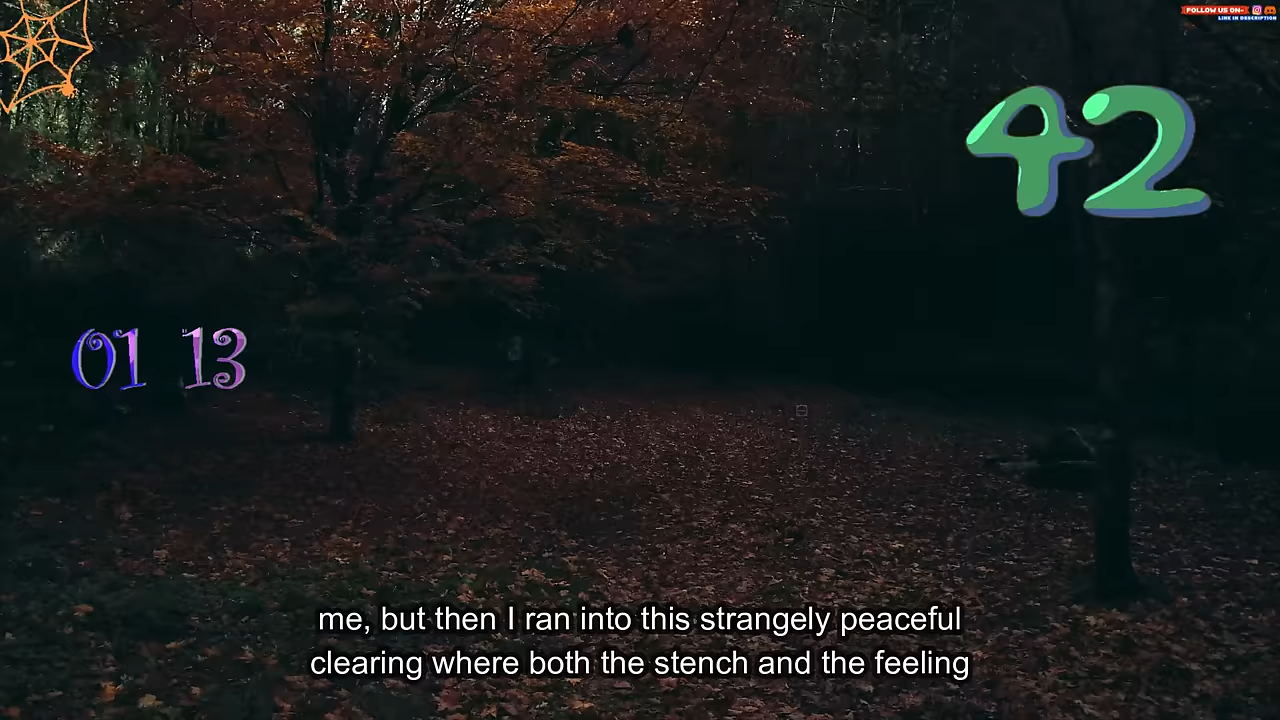 FOLLOW US ON-
LINK IN DESCRIPTION
42
01 13
me, but then I ran into this strangely peaceful
clearing where both the stench and the feeling